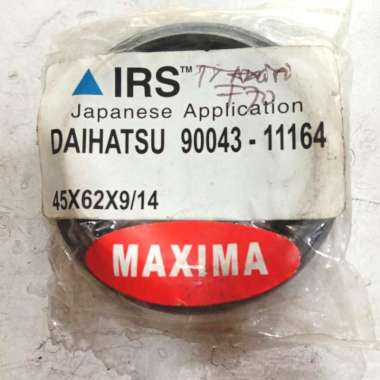 IRS™
Japanese Application
DAIHATSU 90043-11164
45X62X9/14
MAXIMA